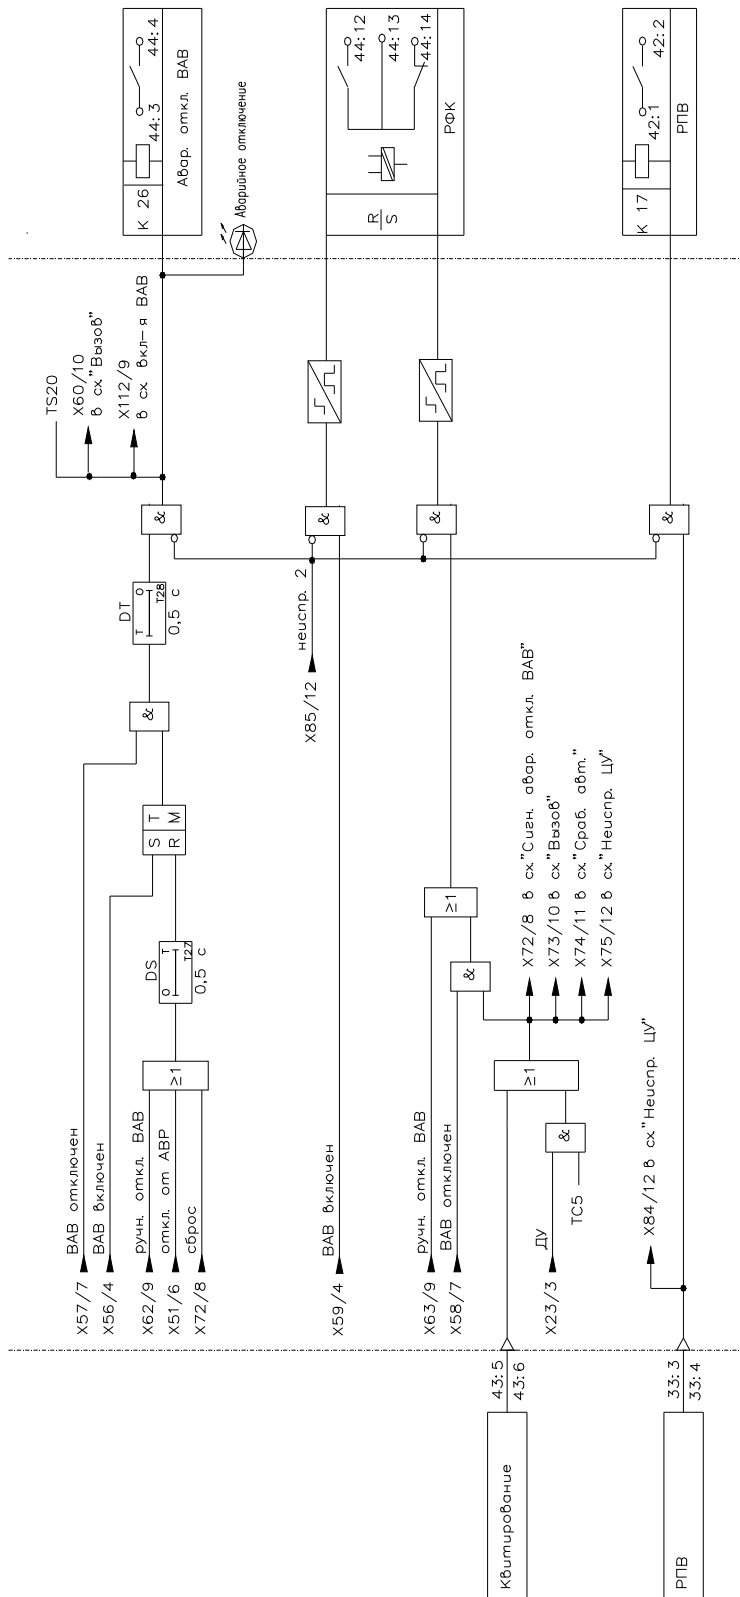 К 26
44:3
44:4
Авар. откл. ВАВ
Аварийное отключение
R
S
44:12
44:13
44:14
РФК
К 17
42:1
42:2
РПВ
TS20
X60/10
в сх."Вызов"
X112/9
в сх. вкл-я ВАВ
&
&
&
&
DT
T O
T28
0,5 с
неиспр. 2
X85/12
&
S T
R M
DS
O T
T27
0,5 с
≥1
ВАВ отключен
X57/7
ВАВ включен
X56/4
ручн. откл. ВАВ
X62/9
откл. от АВР
X51/6
сброс
X72/8
ВАВ включен
X59/4
ручн. откл. ВАВ
X63/9
ВАВ отключен
X58/7
≥1
&
X72/8 в сх."Сигн. авар. откл. ВАВ"
X73/10 в сх."Вызов"
X74/11 в сх."Сраб. авт."
X75/12 в сх."Неиспр. ЦУ"
≥1
&
ТС5
ДУ
X23/3
X84/12 в сх."Неиспр. ЦУ"
43:5
43:6
Квитирование
33:3
33:4
РПВ